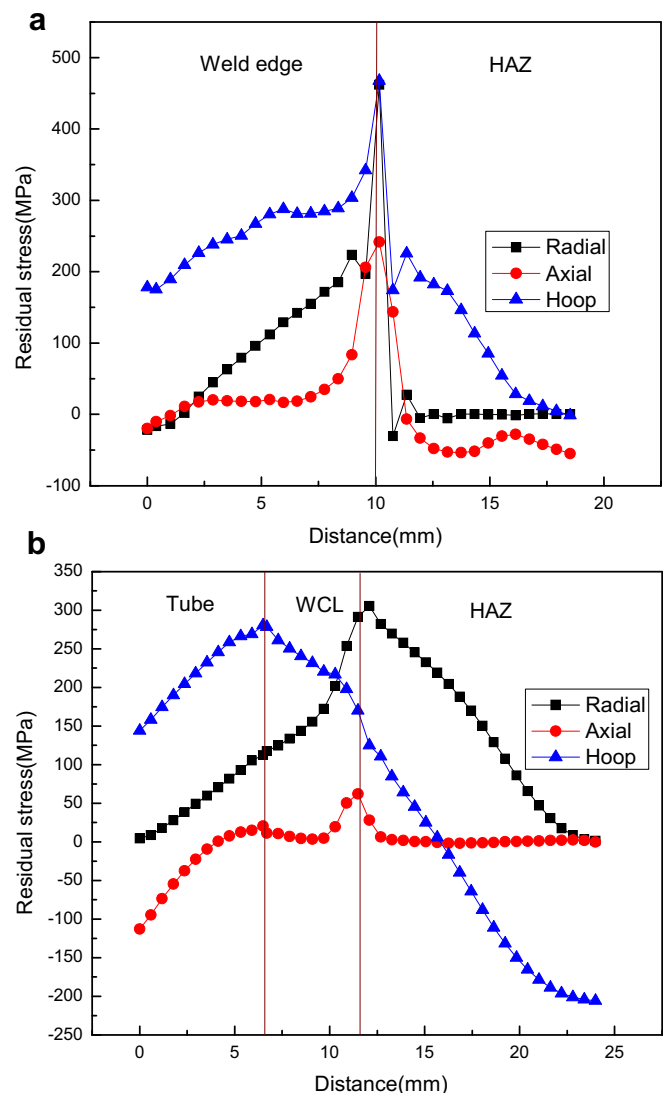 a
Weld edge
HAZ
500
400
300
200
100
0
-100
Residual stress(MPa)
Radial
Axial
Hoop
0
5
10
15
20
Distance(mm)
b
Tube
WCL
HAZ
350
300
250
200
150
100
50
0
-50
-100
-150
-200
-250
Residual stress(MPa)
Radial
Axial
Hoop
0
5
10
15
20
25
Distance(mm)